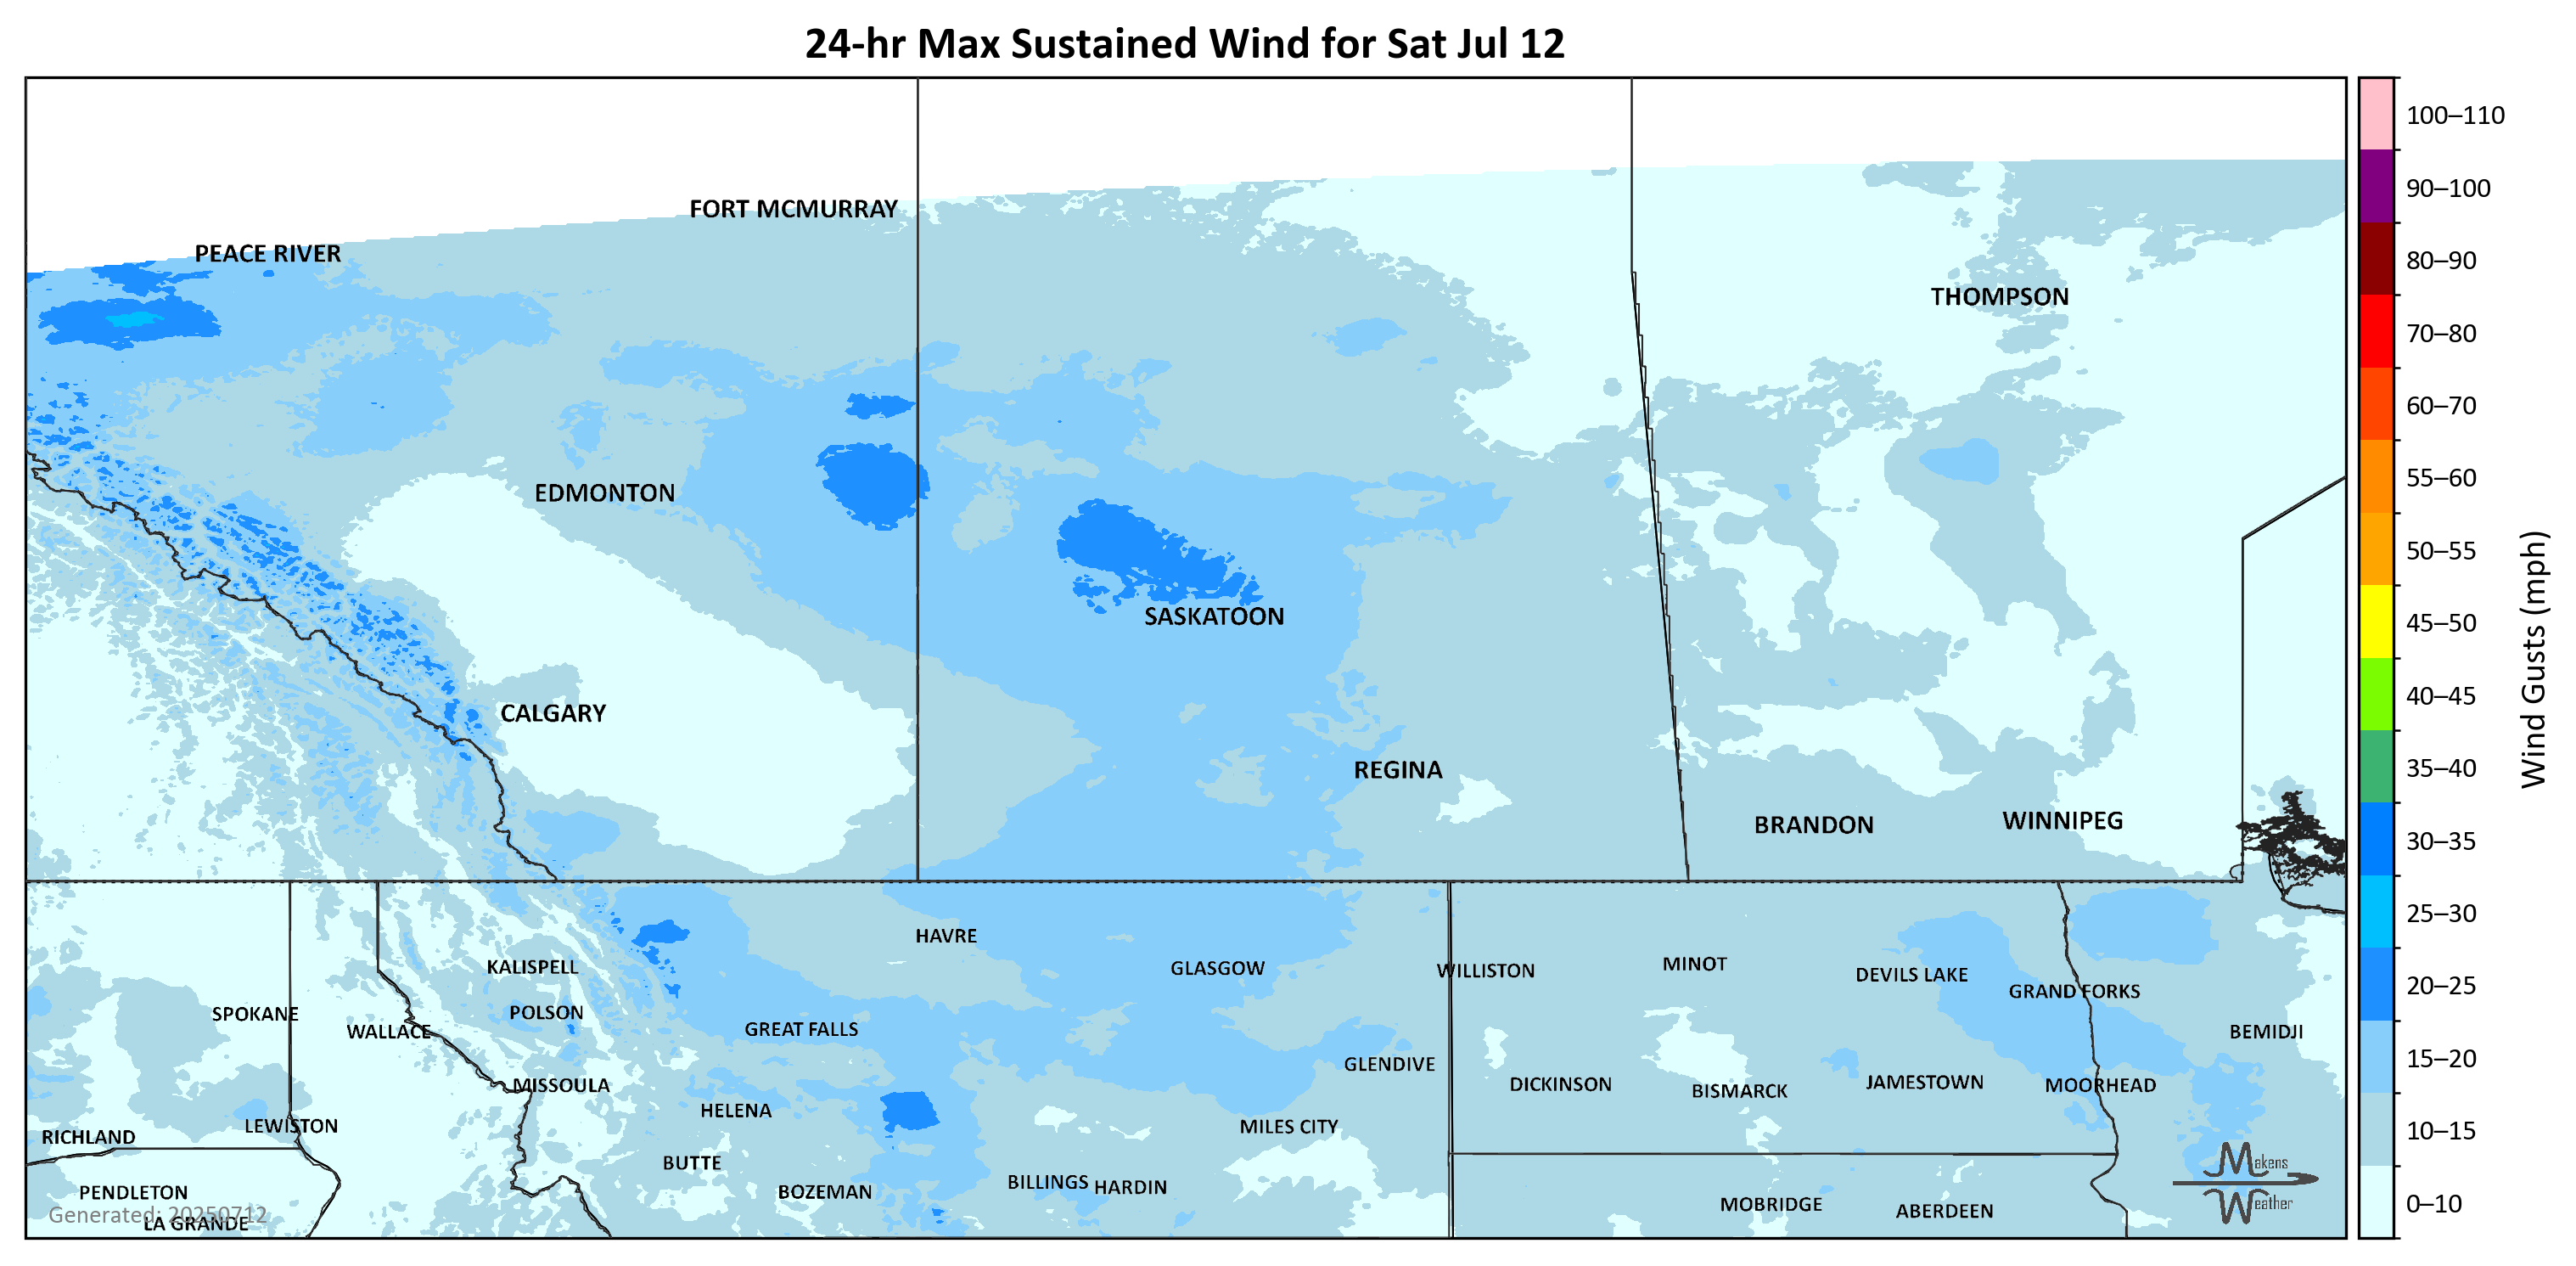 24-hr Max Sustained Wind for Sat Jul 12
100–110
90–100
80–90
70–80
60–70
55–60
50–55
45–50
40–45
35–40
30–35
25–30
20–25
15–20
10–15
0–10
Wind Gusts (mph)
FORT MCMURRAY
PEACE RIVER
THOMPSON
EDMONTON
SASKATOON
CALGARY
REGINA
BRANDON
WINNIPEG
HAVRE
KALISPELL
GLASGOW
WILLISTON
MINOT
DEVILS LAKE
GRAND FORKS
SPOKANE
POLSON
WALLACE
GREAT FALLS
BEMIDJI
GLENDIVE
MISSOULA
DICKINSON
BISMARCK
JAMESTOWN
MOORHEAD
HELENA
LEWISTON
MILES CITY
RICHLAND
BUTTE
PENDLETON
BOZEMAN
BILLINGS
HARDIN
MOBRIDGE
ABERDEEN
Generated: 20250712
LA GRANDE
Makens
Weather